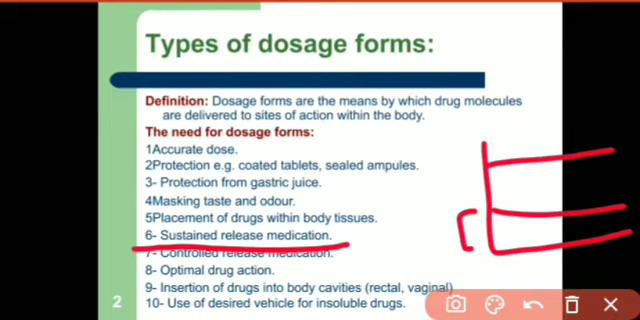 Types of dosage forms:
Definition: Dosage forms are the means by which drug molecules
are delivered to sites of action within the body.
The need for dosage forms:
1Accurate dose.
2Protection e.g. coated tablets, sealed ampules.
3- Protection from gastric juice.
4Masking taste and odour.
5Placement of drugs within body tissues.
6- Sustained release medication.
7- Controlled release medication.
8- Optimal drug action.
9- Insertion of drugs into body cavities (rectal, vaginal)
10- Use of desired vehicle for insoluble drugs.
2